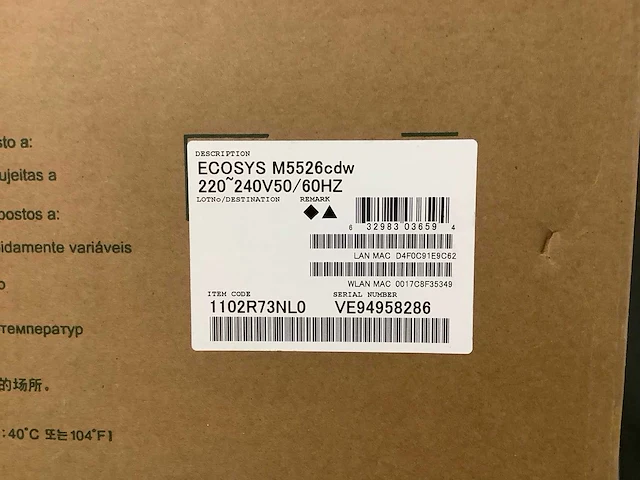 sto a:
ujeitas a
postos a:
idamente variáveis
o
температур
的场所。
:40°C 또는 104°F
DESCRIPTION
ECOSYS M5526cdw
220~240V50/60HZ
LOTNo/DESTINATION REMARK
6 32983 03659 4
LAN MAC D4F0C91E9C62
WLAN MAC 0017C8F35349
ITEM CODE SERIAL NUMBER
1102R73NL0 VE94958286